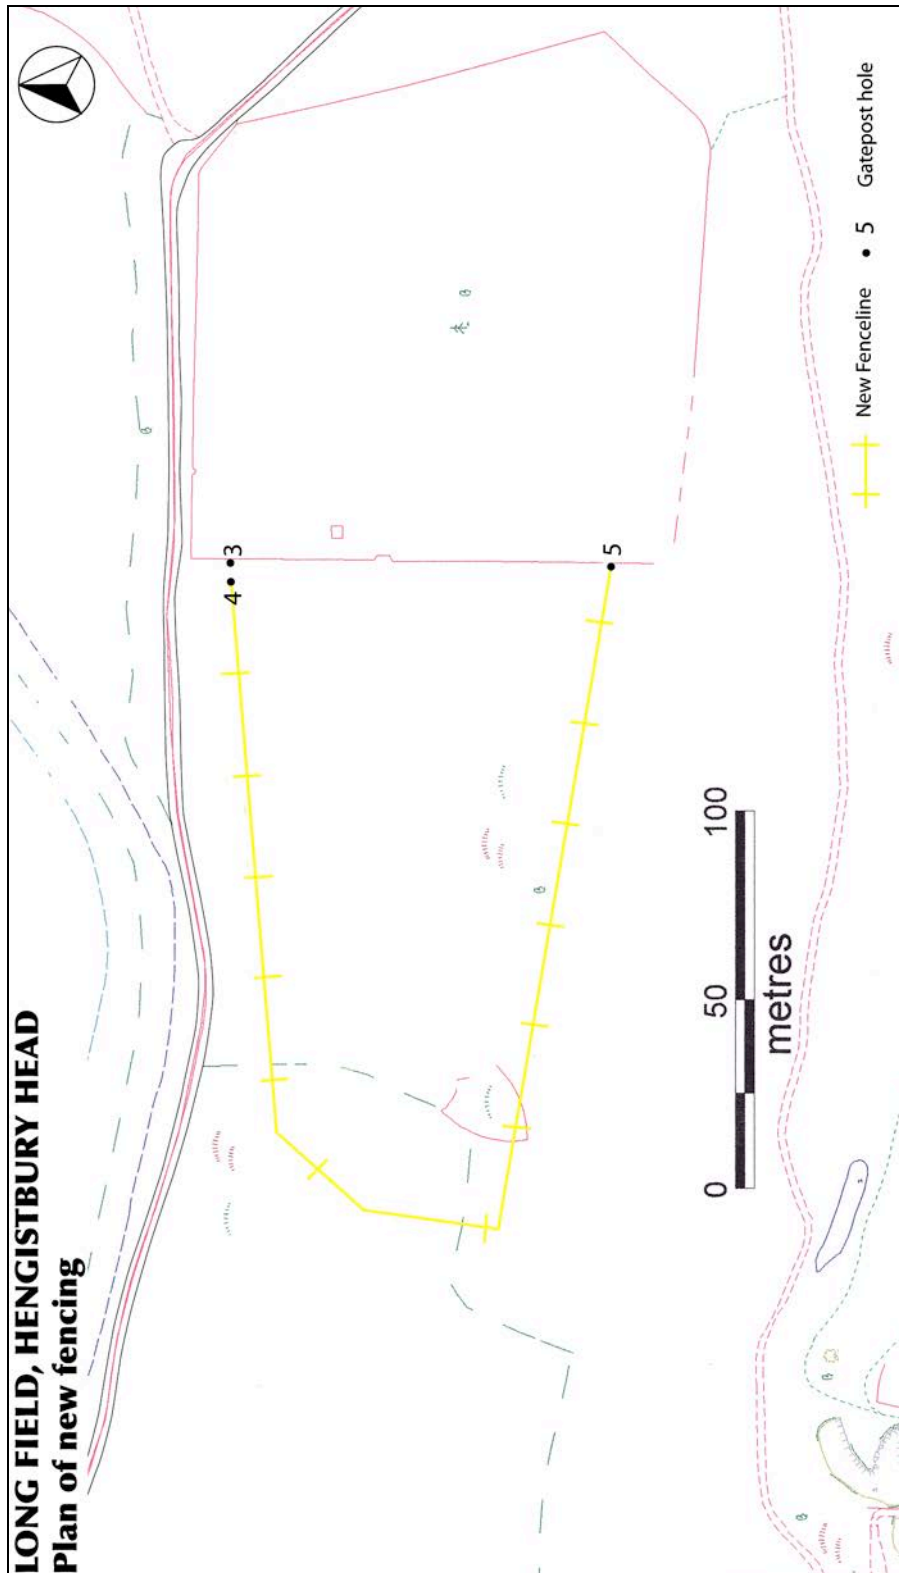 LONG FIELD, HENGISTBURY HEAD
Plan of new fencing
4
3
5
0
50
100
metres
New Fenceline
5 Gatepost hole